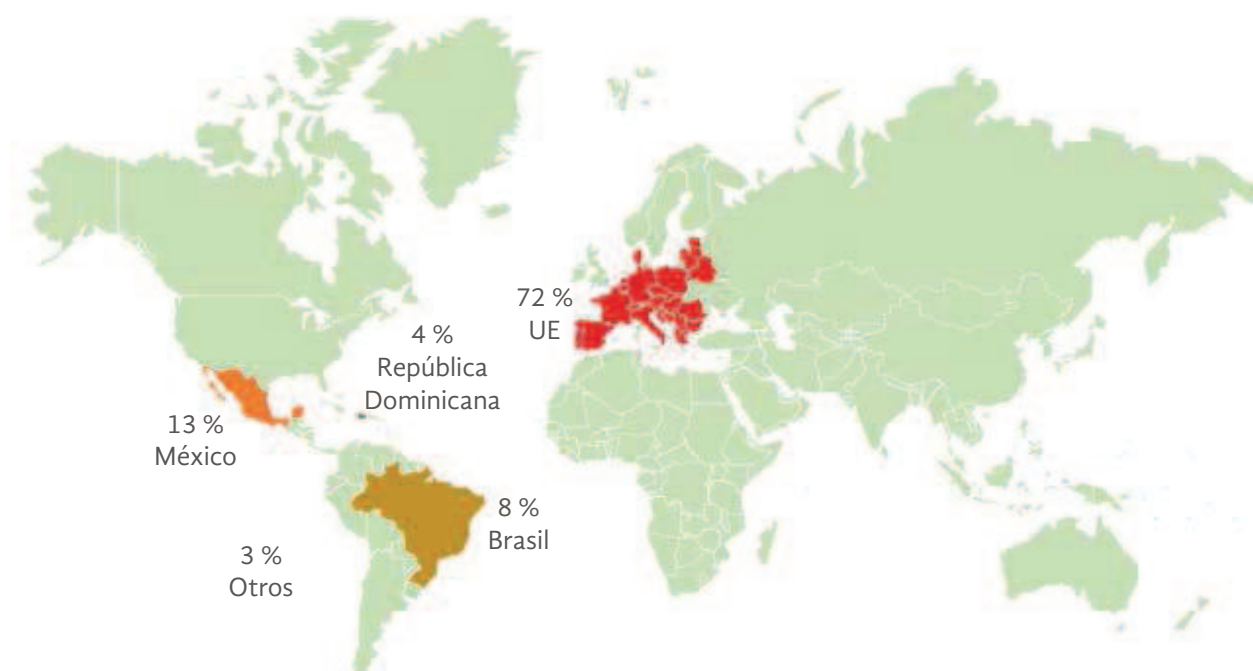 72 %
UE
4 %
República
Dominicana
13 %
México
8 %
Brasil
3 %
Otros